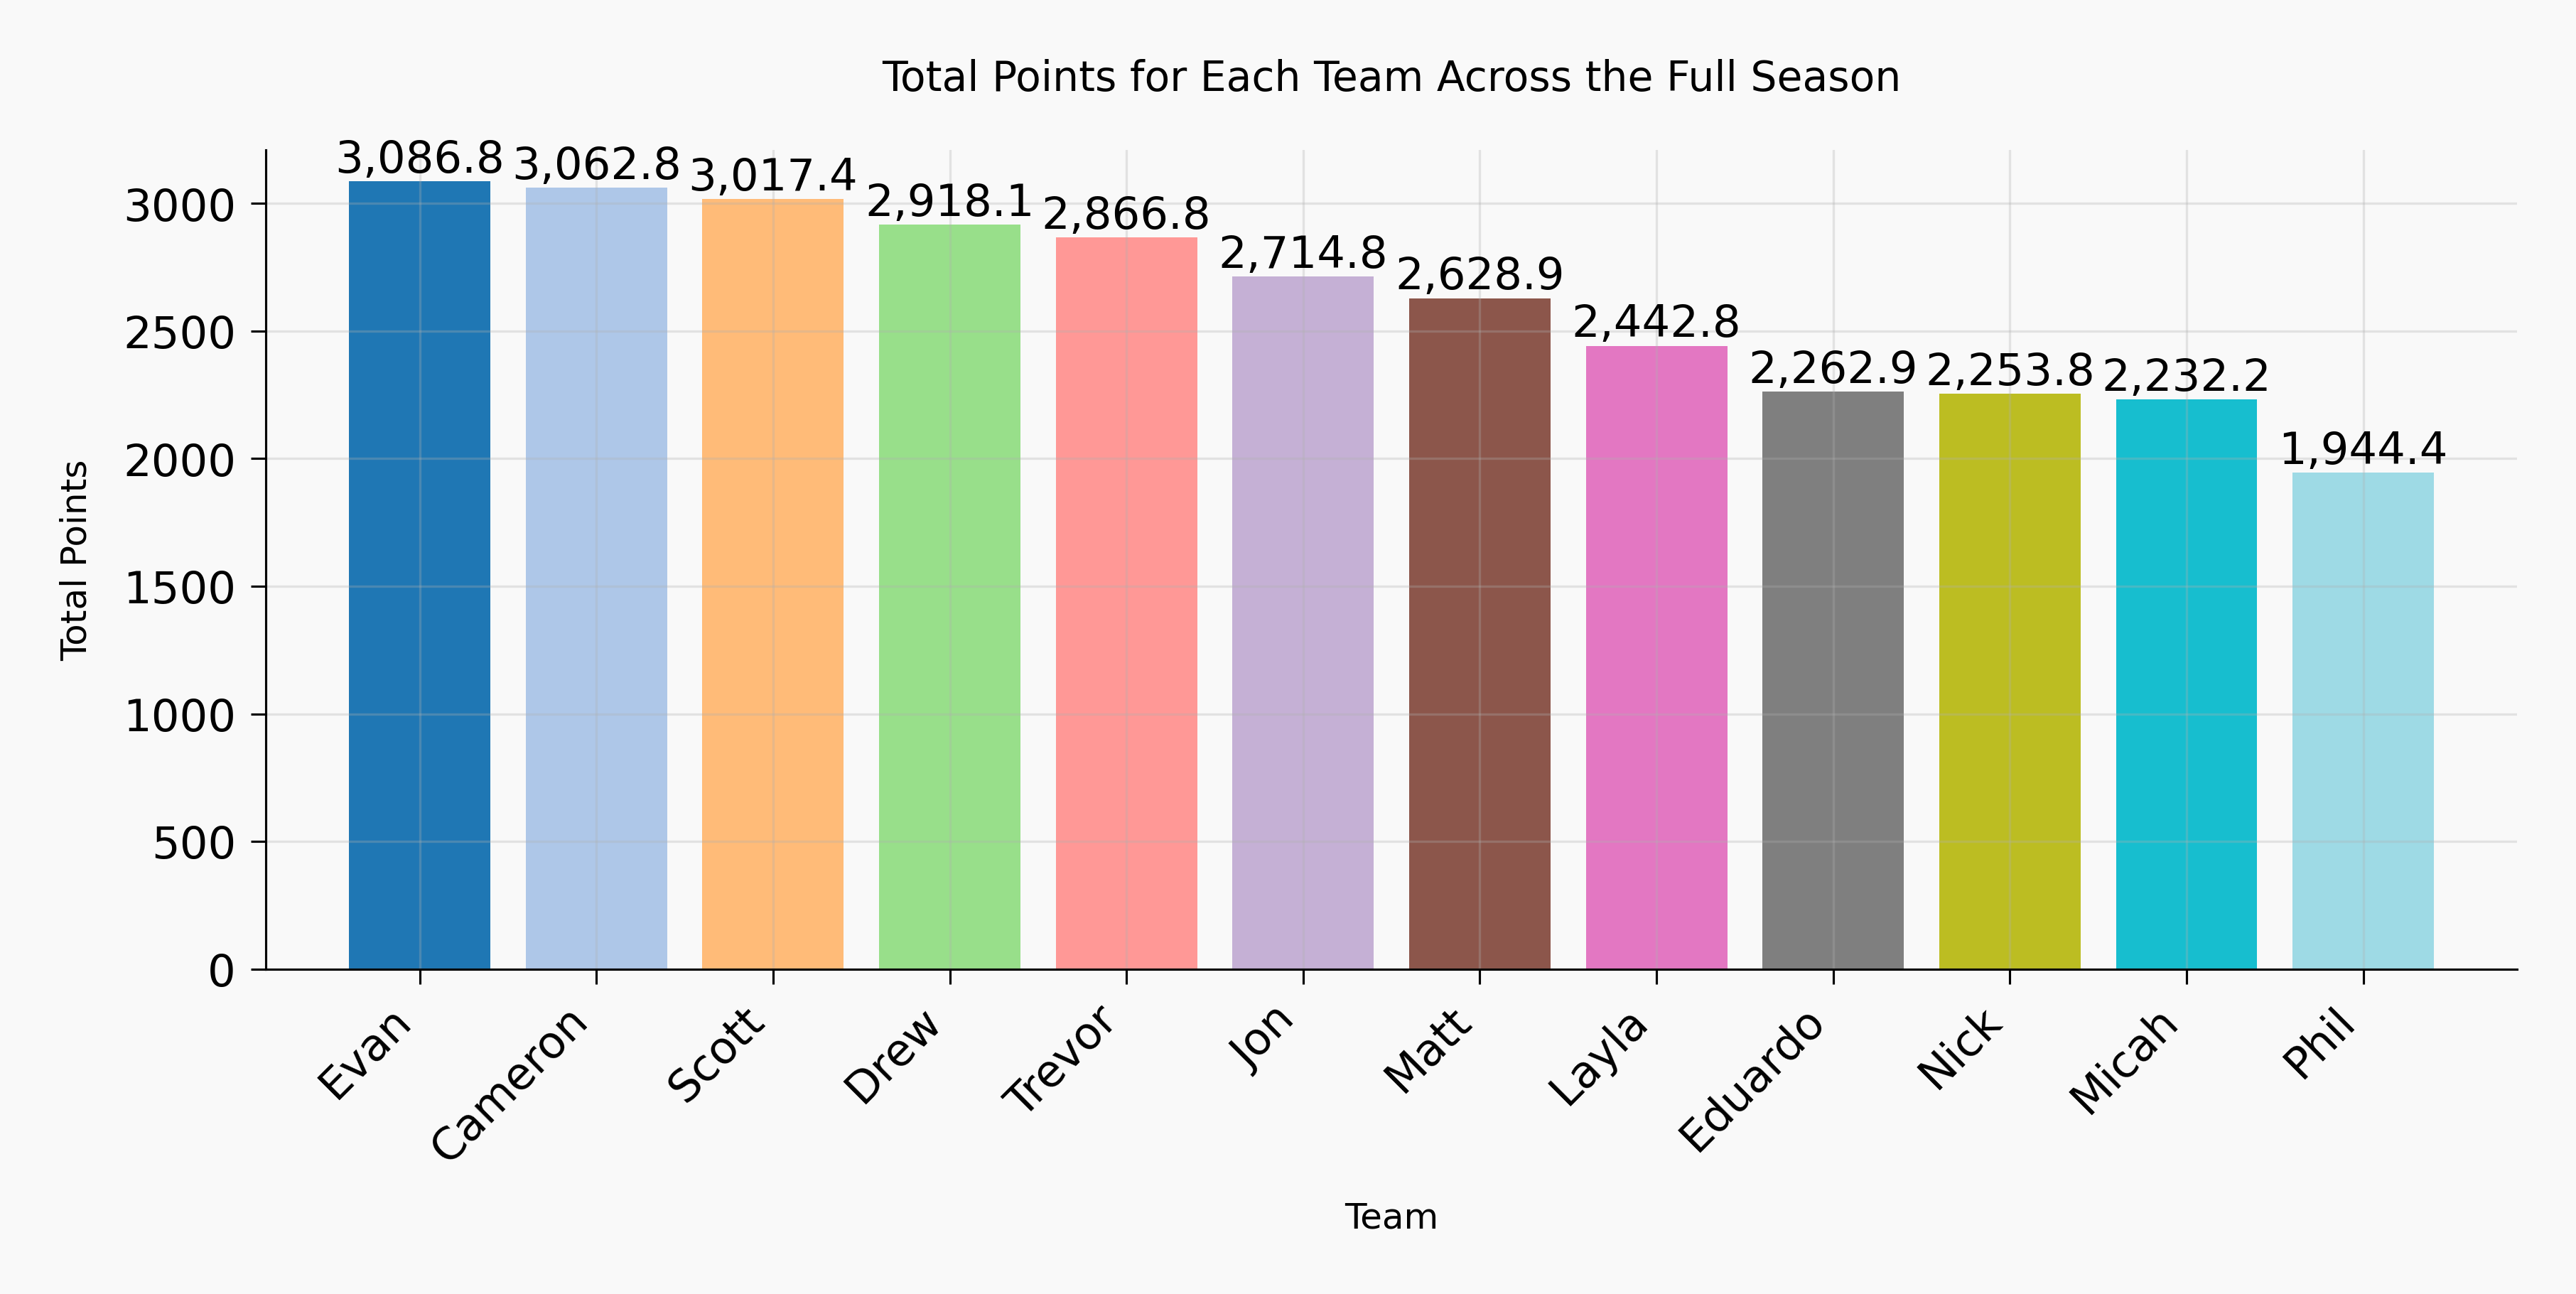 Total Points for Each Team Across the Full Season
3,086.8 3,062.8 3,017.4 2,918.1 2,866.8 2,714.8 2,628.9 2,442.8 2,262.9 2,253.8 2,232.2 1,944.4
Total Points
3000
2500
2000
1500
1000
500
0
Evan Cameron Scott Drew Trevor Jon Matt Layla Eduardo Nick Micah Phil
Team